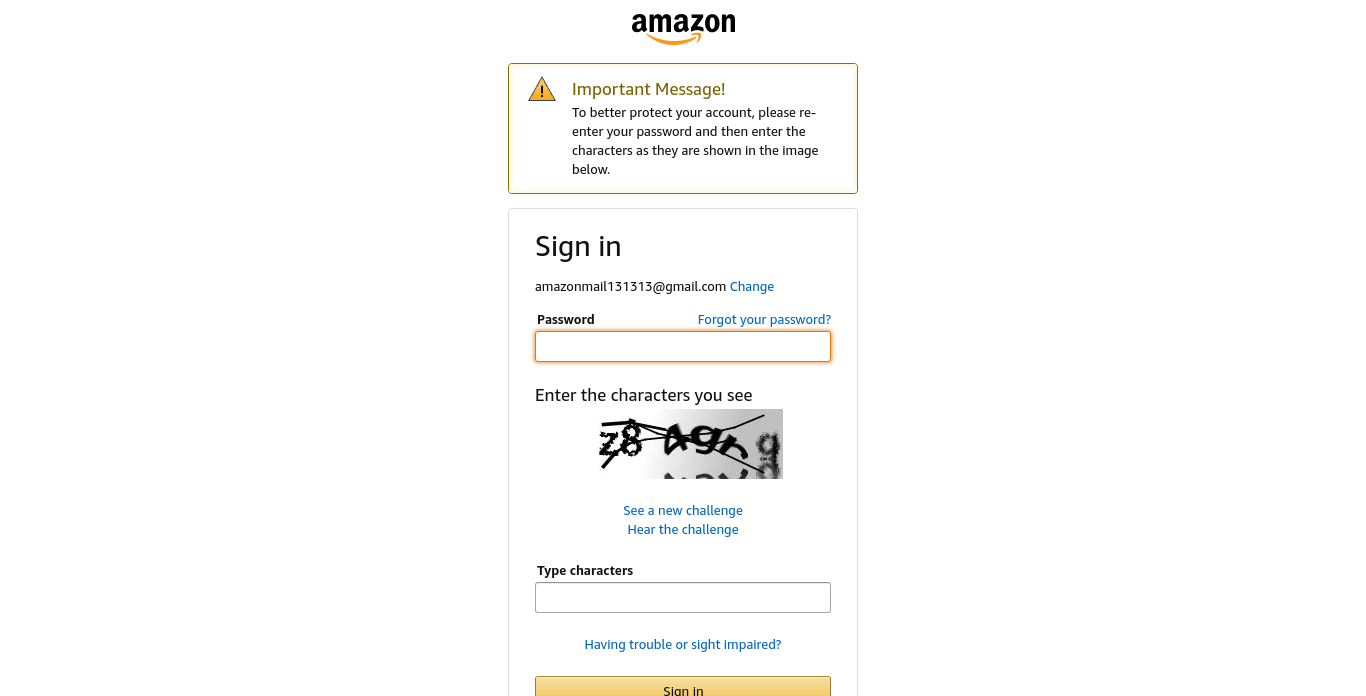 amazon
Important Message!
To better protect your account, please re-
enter your password and then enter the
characters as they are shown in the image
below.
Sign in
amazonmail131313@gmail.com Change
Password Forgot your password?
Enter the characters you see
See a new challenge
Hear the challenge
Type characters
Having trouble or sight impaired?
Sign in